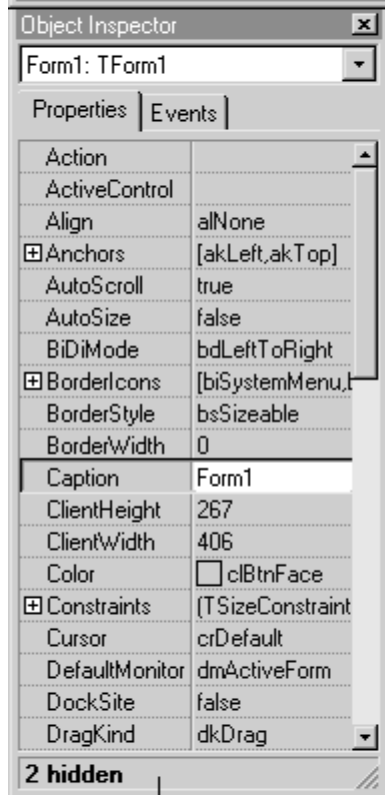 Object Inspector
Form1: TForm1
Properties Events
Action
ActiveControl
Align alNone
Anchors [akLeft,akTop]
AutoScroll true
AutoSize false
BiDiMode bdLeftToRight
BorderIcons [biSystemMenu,
BorderStyle bsSizeable
BorderWidth 0
Caption Form1
ClientHeight 267
ClientWidth 406
Color clBtnFace
Constraints (TSizeConstraint
Cursor crDefault
DefaultMonitor dmActiveForm
DockSite false
DragKind dkDrag
2 hidden